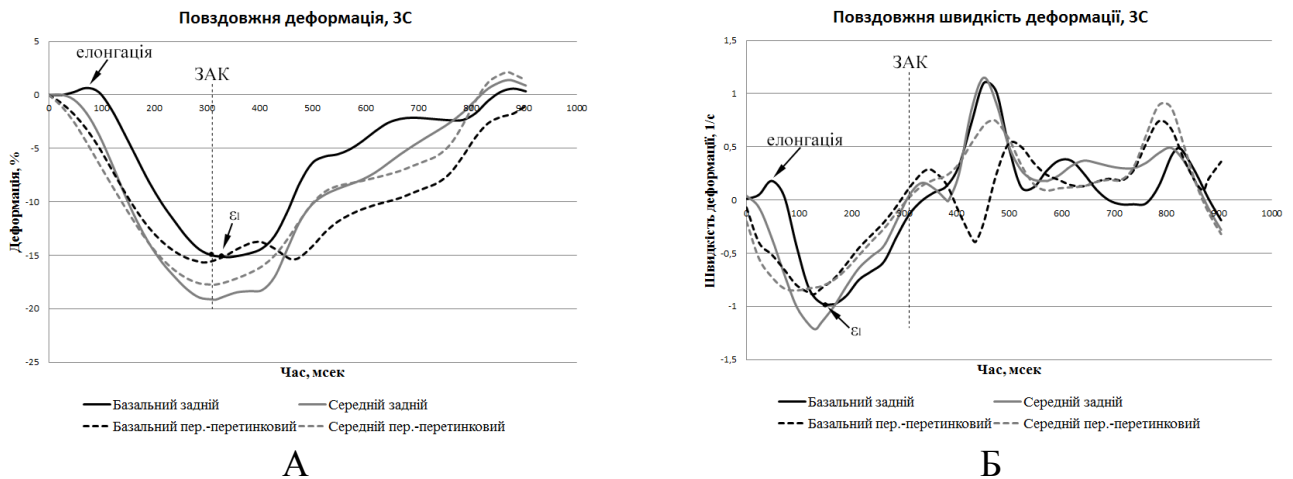 Повздовжня деформація, 3С
5
0
-5
-10
-15
-20
-25
0 100 200 300 400 500 600 700 800 900 1000
Деформація, %
Час, мсек
елонгація
ЗАК
εl
Базальний задній
Середній задній
Базальний пер.-перетинковий
Середній пер.-перетинковий
А
Повздовжня швидкість деформації, 3С
1,5
1
0,5
0
-0,5
-1
-1,5
0 100 200 300 400 500 600 700 800 900 1000
Швидкість деформації, 1/с
Час, мсек
елонгація
ЗАК
εl
Базальний задній
Середній задній
Базальний пер.-перетинковий
Середній пер.-перетинковий
Б